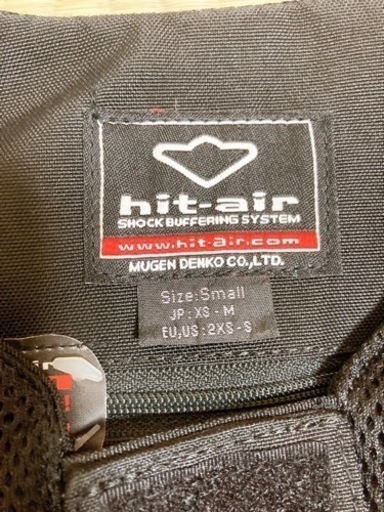 hit-air
SHOCK BUFFERING SYSTEM
www.hit-air.com
MUGEN DENKO CO.,LTD.
Size:Small
JP:XS - M
EU,US:2XS-S